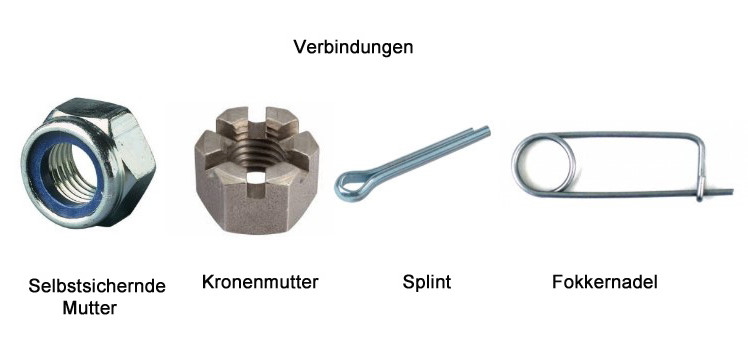 Verbindungen
Selbstsichernde
Mutter
Kronenmutter
Splint
Fokkernadel